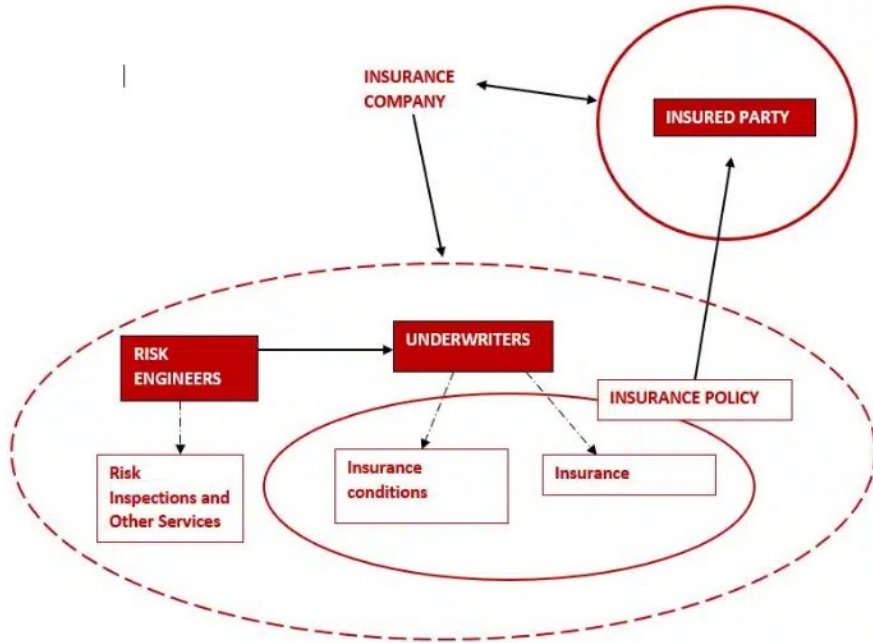 INSURANCE
COMPANY
INSURED PARTY
RISK
ENGINEERS
UNDERWRITERS
INSURANCE POLICY
Risk
Inspections and
Other Services
Insurance
conditions
Insurance